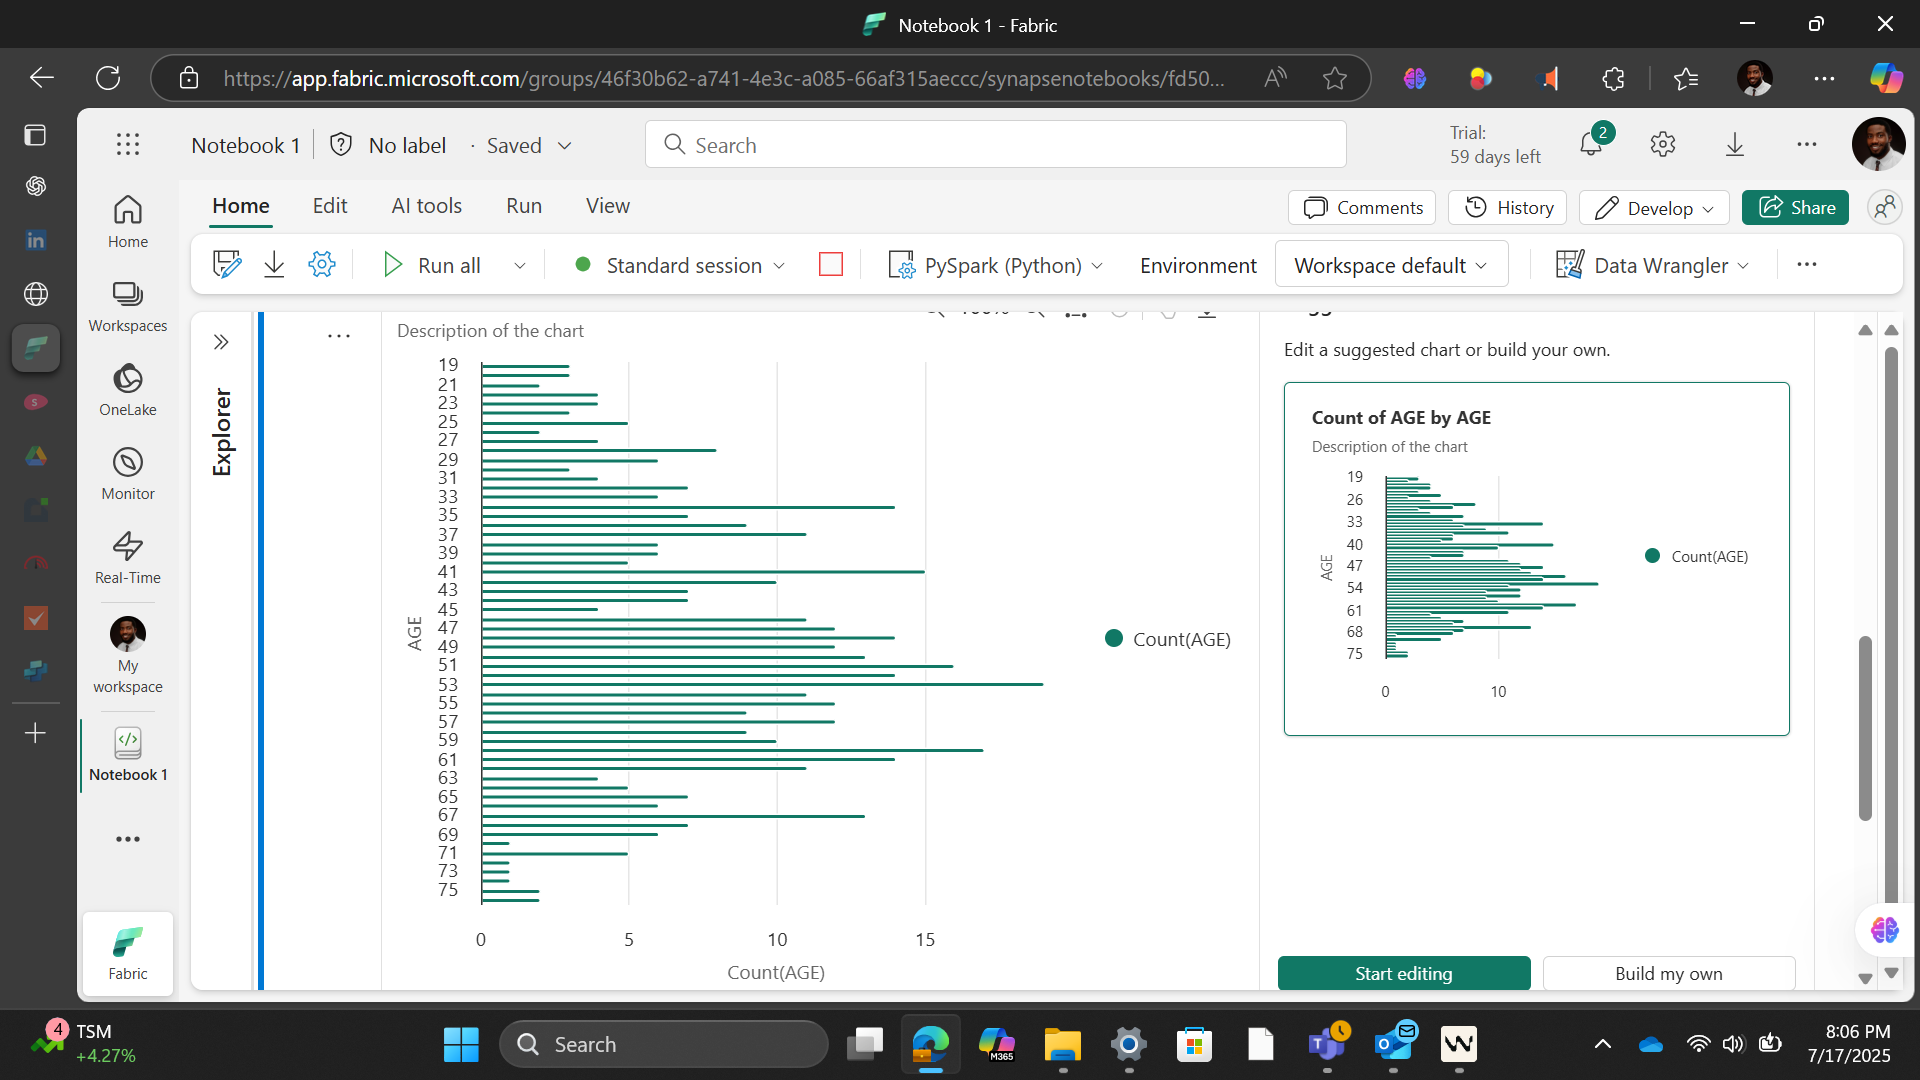 Notebook 1 - Fabric
https://app.fabric.microsoft.com/groups/46f30b62-a741-4e3c-a085-66af315aeccc/synapsenotebooks/fd50...
Notebook 1
No label
· Saved
Search
Trial:
59 days left
2
Home
Edit
AI tools
Run
View
Comments
History
Develop
Share
Run all
Standard session
PySpark (Python)
Environment
Workspace default
Data Wrangler
Home
Workspaces
OneLake
Monitor
Real-Time
My
workspace
Notebook 1
Fabric
Explorer
Description of the chart
19
21
23
25
27
29
31
33
35
37
39
41
43
45
47
49
51
53
55
57
59
61
63
65
67
69
71
73
75
AGE
0
5
10
15
Count(AGE)
Count(AGE)
Edit a suggested chart or build your own.
Count of AGE by AGE
Description of the chart
19
26
33
40
47
54
61
68
75
AGE
0
10
Count(AGE)
Start editing
Build my own
4
TSM
+4.27%
Search
M365
8:06 PM
7/17/2025